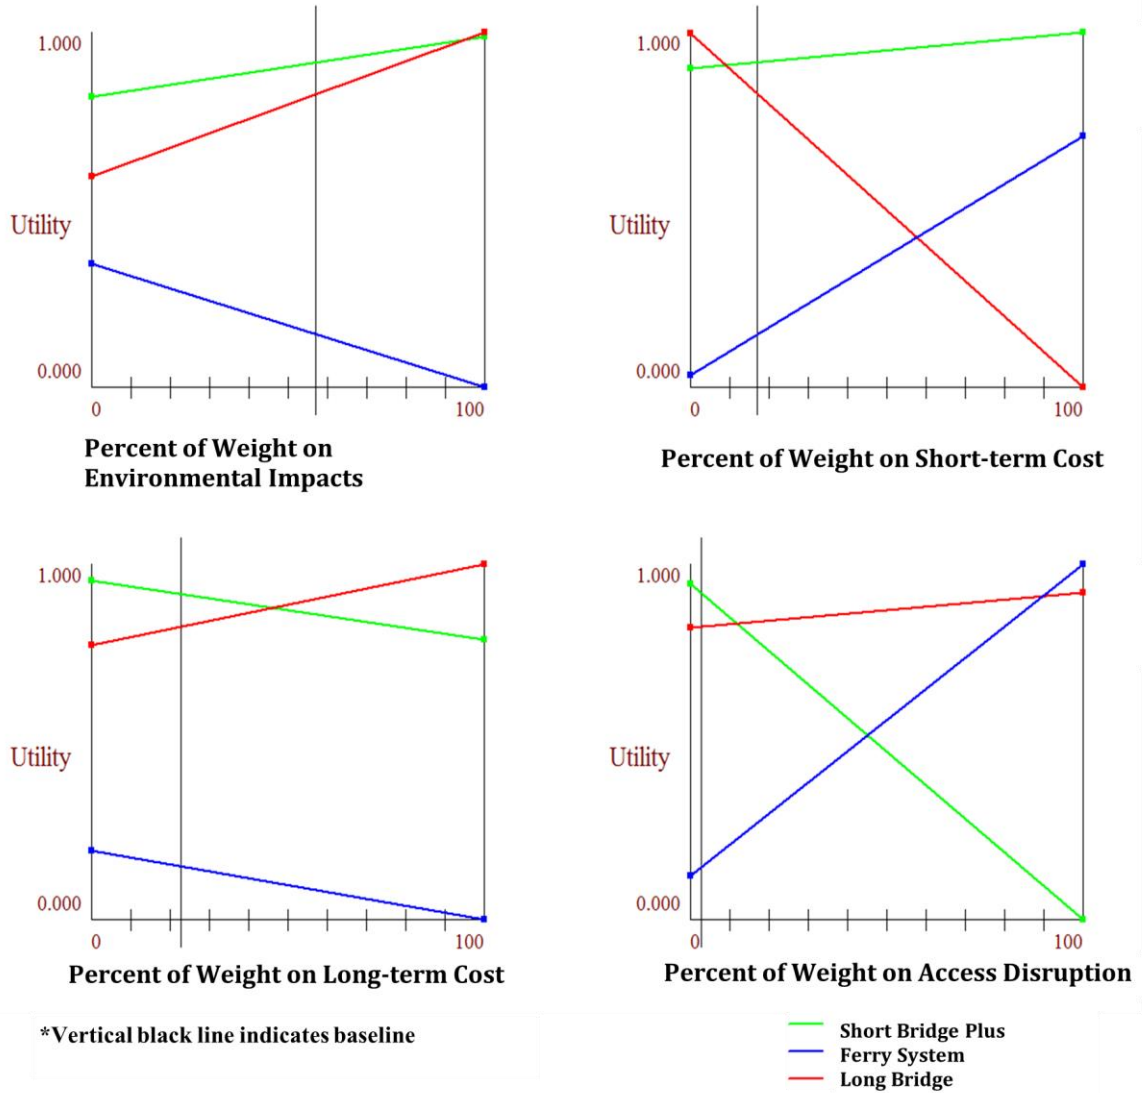 1.000
Utility
0.000
0
100
Percent of Weight on
Environmental Impacts
1.000
Utility
0.000
0
100
Percent of Weight on Short-term Cost
1.000
Utility
0.000
0
100
Percent of Weight on Long-term Cost
1.000
Utility
0.000
0
100
Percent of Weight on Access Disruption
*Vertical black line indicates baseline
Short Bridge Plus
Ferry System
Long Bridge